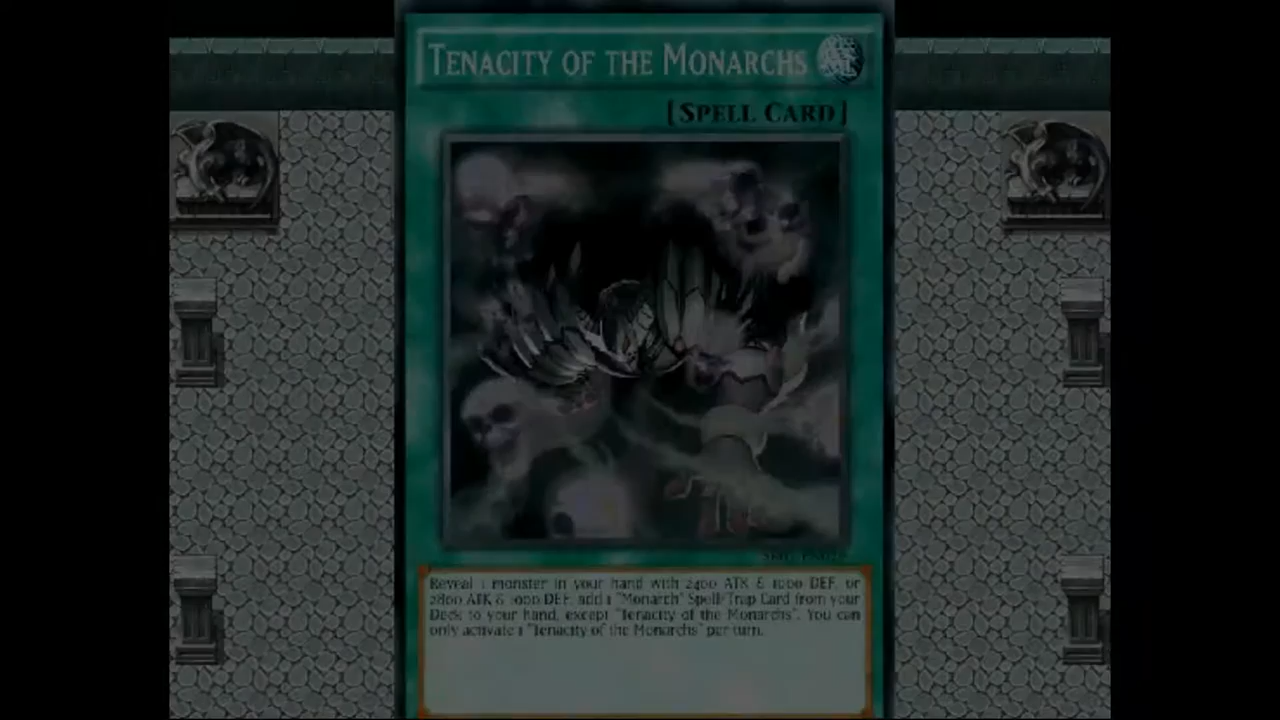 TENACITY OF THE MONARCHS
[SPELL CARD]
Reveal 1 monster in your hand with 2400 ATK & 1000 DEF, or
2800 ATK & 1000 DEF; add 1 "Monarch" Spell/Trap Card from your
Deck to your hand, except "Tenacity of the Monarchs". You can
only activate 1 "Tenacity of the Monarchs" per turn.